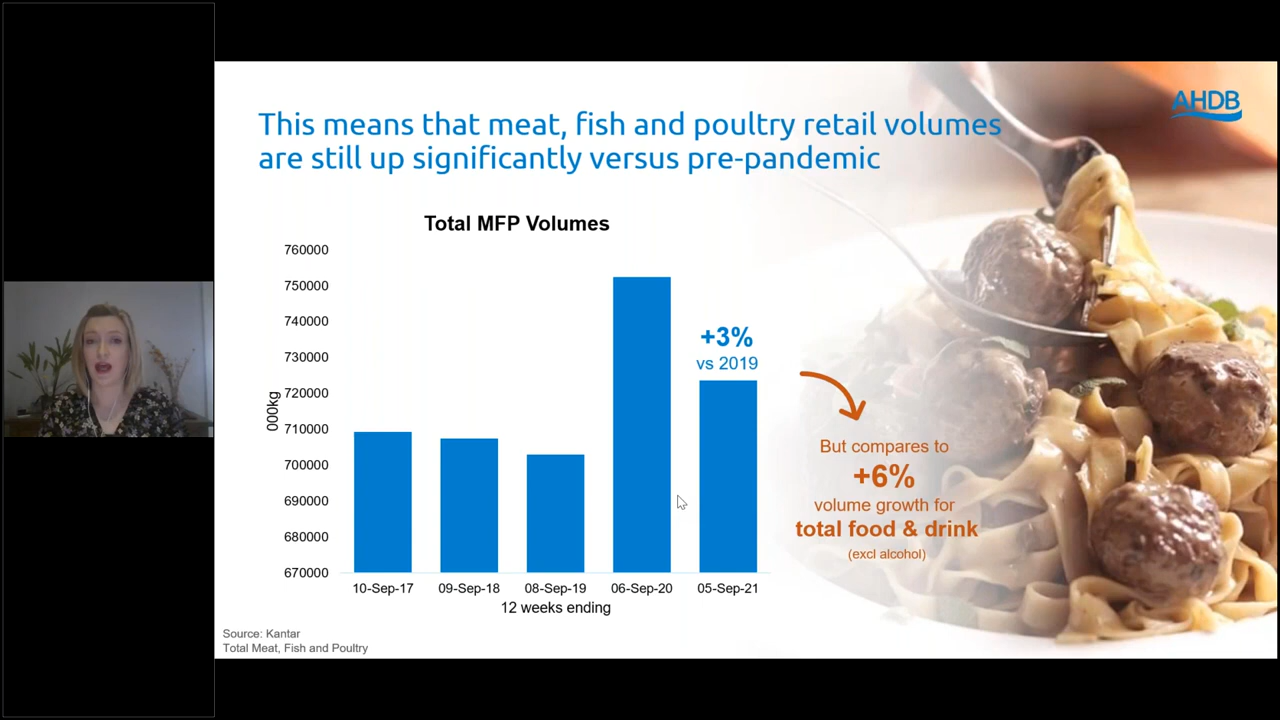 AHDB
This means that meat, fish and poultry retail volumes
are still up significantly versus pre-pandemic
Total MFP Volumes
760000
750000
740000
730000
720000
710000
700000
690000
680000
670000
000kg
+3%
vs 2019
10-Sep-17
09-Sep-18
08-Sep-19
06-Sep-20
05-Sep-21
12 weeks ending
But compares to
+6%
volume growth for
total food & drink
(excl alcohol)
Source: Kantar
Total Meat, Fish and Poultry